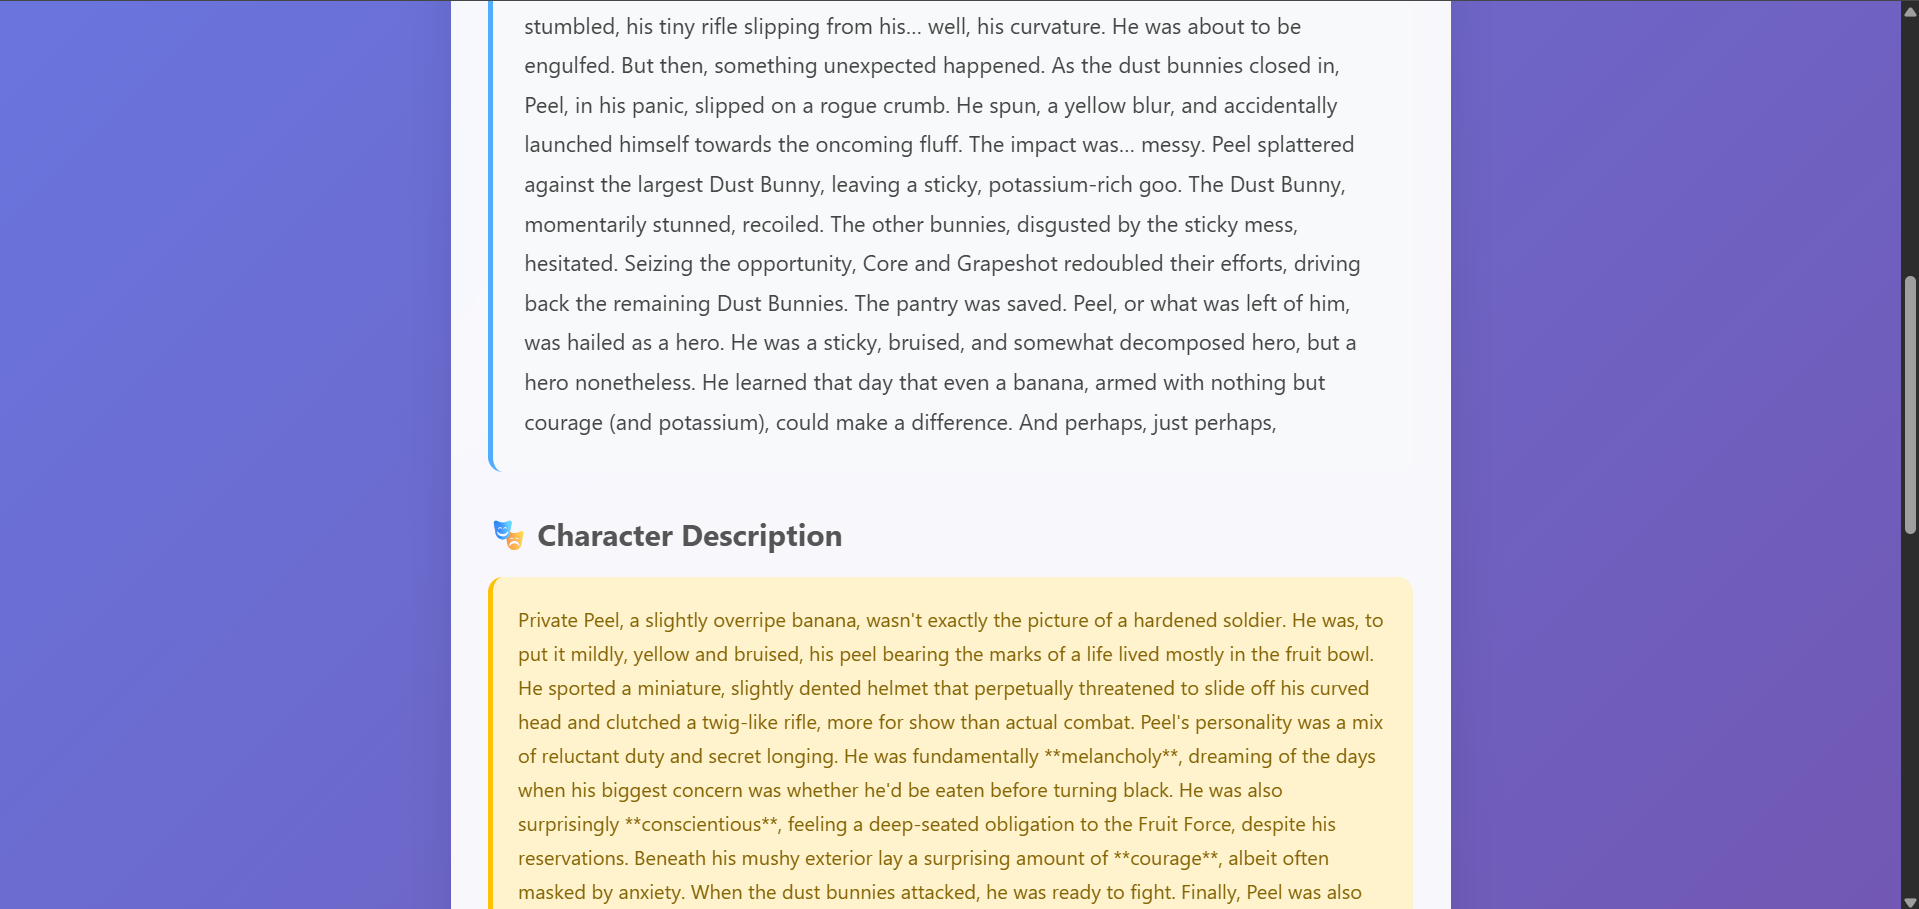 stumbled, his tiny rifle slipping from his... well, his curvature. He was about to be
engulfed. But then, something unexpected happened. As the dust bunnies closed in,
Peel, in his panic, slipped on a rogue crumb. He spun, a yellow blur, and accidentally
launched himself towards the oncoming fluff. The impact was... messy. Peel splattered
against the largest Dust Bunny, leaving a sticky, potassium-rich goo. The Dust Bunny,
momentarily stunned, recoiled. The other bunnies, disgusted by the sticky mess,
hesitated. Seizing the opportunity, Core and Grapeshot redoubled their efforts, driving
back the remaining Dust Bunnies. The pantry was saved. Peel, or what was left of him,
was hailed as a hero. He was a sticky, bruised, and somewhat decomposed hero, but a
hero nonetheless. He learned that day that even a banana, armed with nothing but
courage (and potassium), could make a difference. And perhaps, just perhaps,
Character Description
Private Peel, a slightly overripe banana, wasn't exactly the picture of a hardened soldier. He was, to
put it mildly, yellow and bruised, his peel bearing the marks of a life lived mostly in the fruit bowl.
He sported a miniature, slightly dented helmet that perpetually threatened to slide off his curved
head and clutched a twig-like rifle, more for show than actual combat. Peel's personality was a mix
of reluctant duty and secret longing. He was fundamentally **melancholy**, dreaming of the days
when his biggest concern was whether he'd be eaten before turning black. He was also
surprisingly **conscientious**, feeling a deep-seated obligation to the Fruit Force, despite his
reservations. Beneath his mushy exterior lay a surprising amount of **courage**, albeit often
masked by anxiety. When the dust bunnies attacked, he was ready to fight. Finally, Peel was also